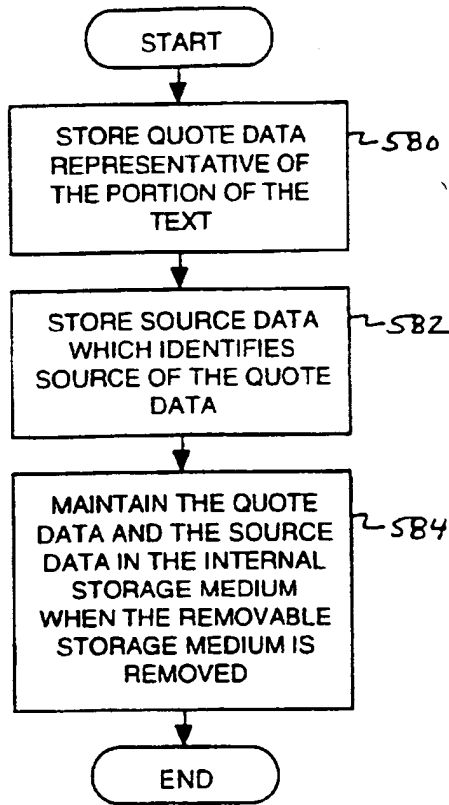 START
STORE QUOTE DATA
REPRESENTATIVE OF
THE PORTION OF THE
TEXT
580
STORE SOURCE DATA
WHICH IDENTIFIES
SOURCE OF THE QUOTE
DATA
582
MAINTAIN THE QUOTE
DATA AND THE SOURCE
DATA IN THE INTERNAL
STORAGE MEDIUM
WHEN THE REMOVABLE
STORAGE MEDIUM IS
REMOVED
584
END